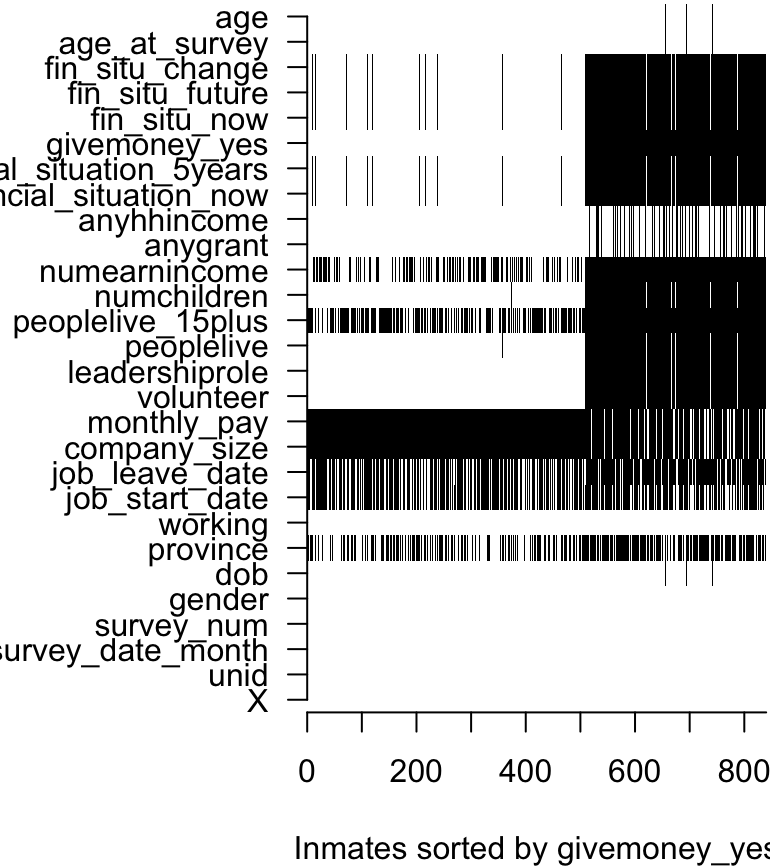 age
age_at_survey
fin_situ_change
fin_situ_future
fin_situ_now
givemoney_yes
al_situation_5years
ncial_situation_now
anyhhincome
anygrant
numearnincome
numchildren
peoplelive_15plus
peoplelive
leadershiprole
volunteer
monthly_pay
company_size
job_leave_date
job_start_date
working
province
dob
gender
survey_num
survey_date_month
unid
X
0 200 400 600 800
Inmates sorted by givemoney_yes